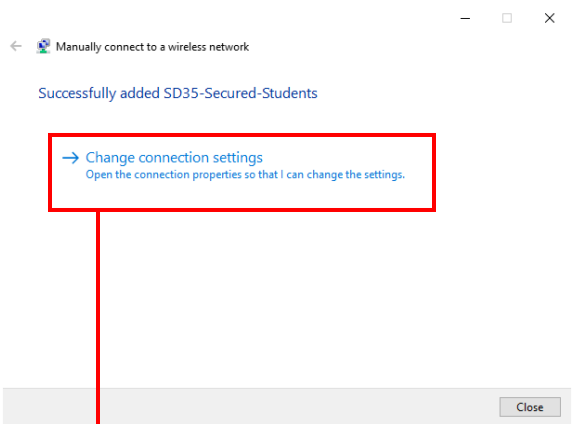 Manually connect to a wireless network
Successfully added SD35-Secured-Students
Change connection settings
Open the connection properties so that I can change the settings.
Close